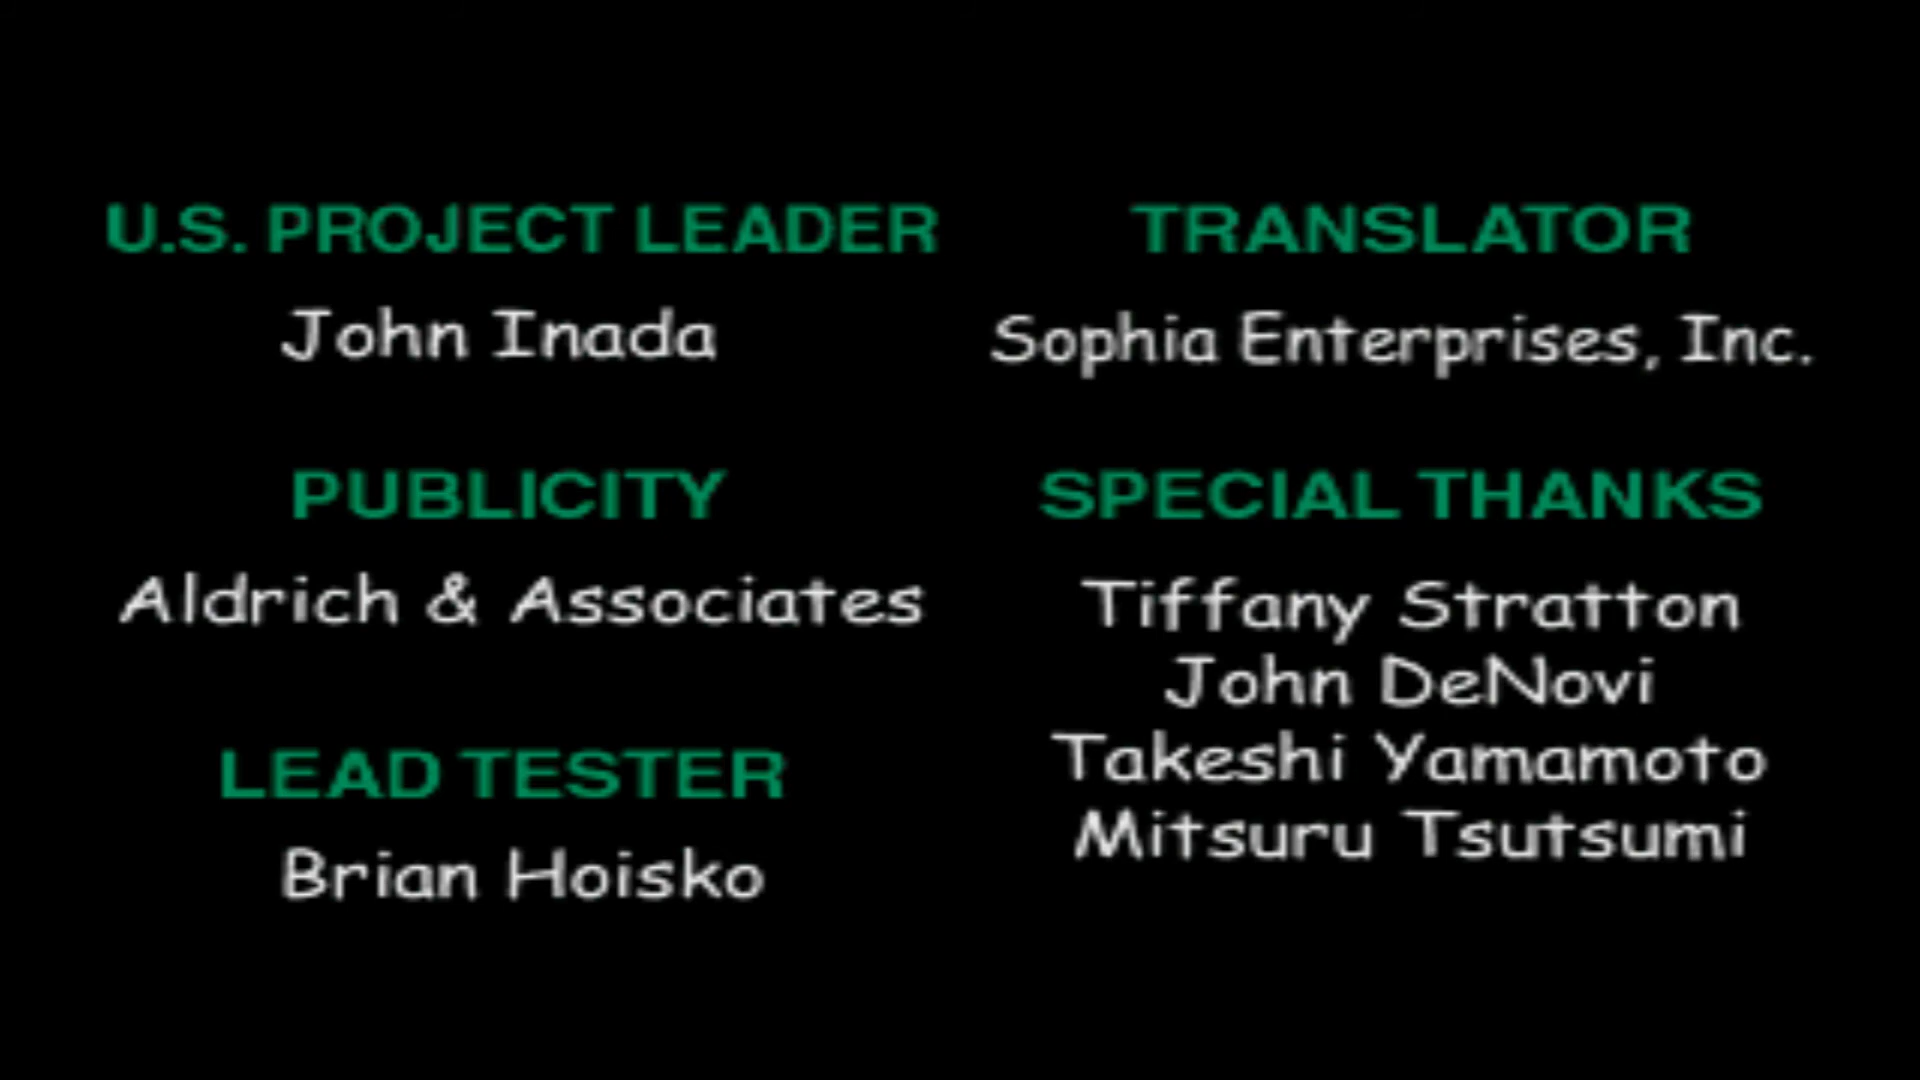 U.S. PROJECT LEADER
John Inada
PUBLICITY
Aldrich & Associates
LEAD TESTER
Brian Hoisko
TRANSLATOR
Sophia Enterprises, Inc.
SPECIAL THANKS
Tiffany Stratton
John DeNovi
Takeshi Yamamoto
Mitsuru Tsutsumi